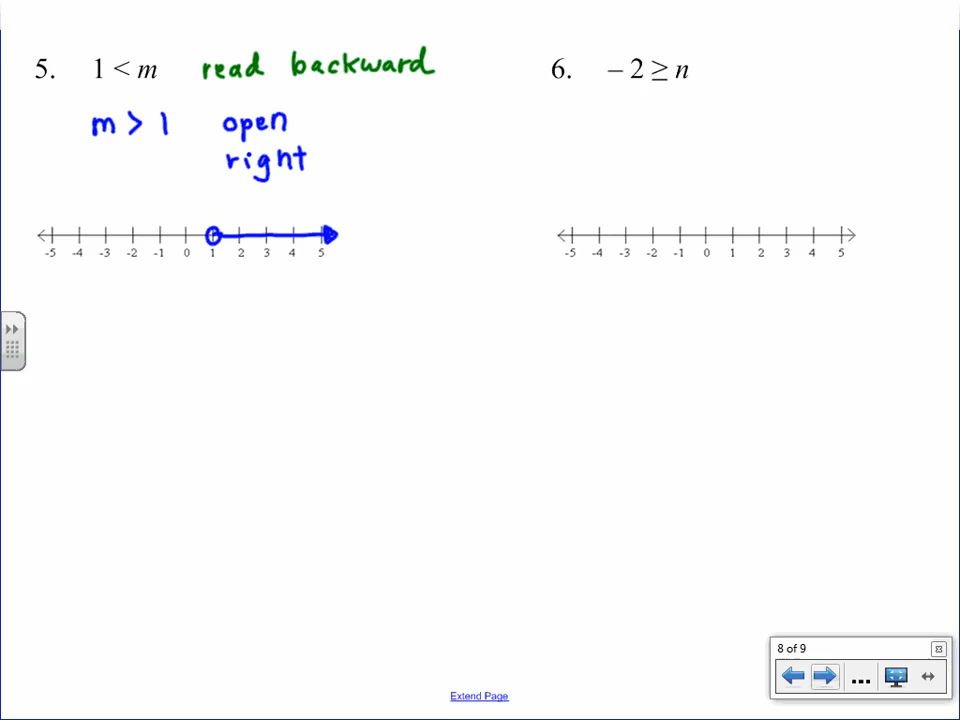 5. 1 < m read backward
m > 1 open
right
-5 -4 -3 -2 -1 0 1 2 3 4 5
6. – 2 ≥ n
-5 -4 -3 -2 -1 0 1 2 3 4 5
8 of 9
...
Extend Page